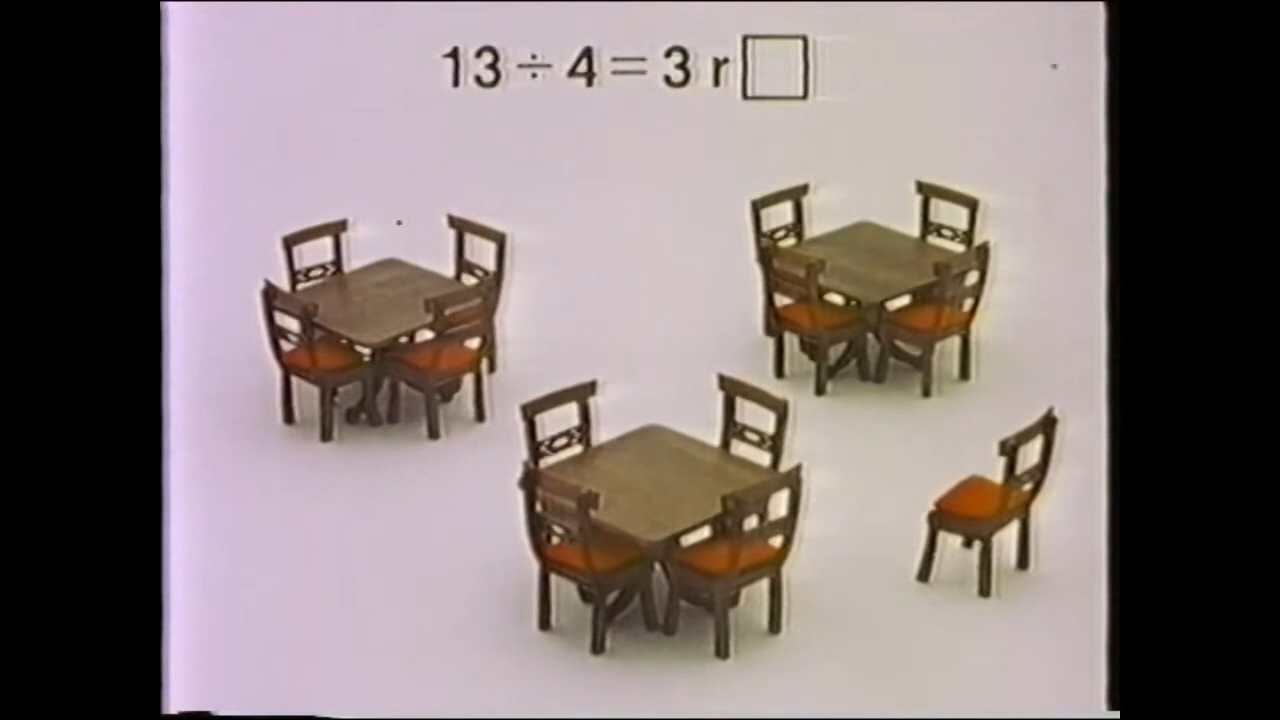 13 ÷ 4 = 3 r □